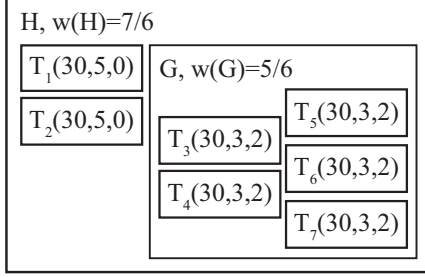 H, w(H)=7/6
T₁(30,5,0)
T₂(30,5,0)
G, w(G)=5/6
T₃(30,3,2)
T₄(30,3,2)
T₅(30,3,2)
T₆(30,3,2)
T₇(30,3,2)